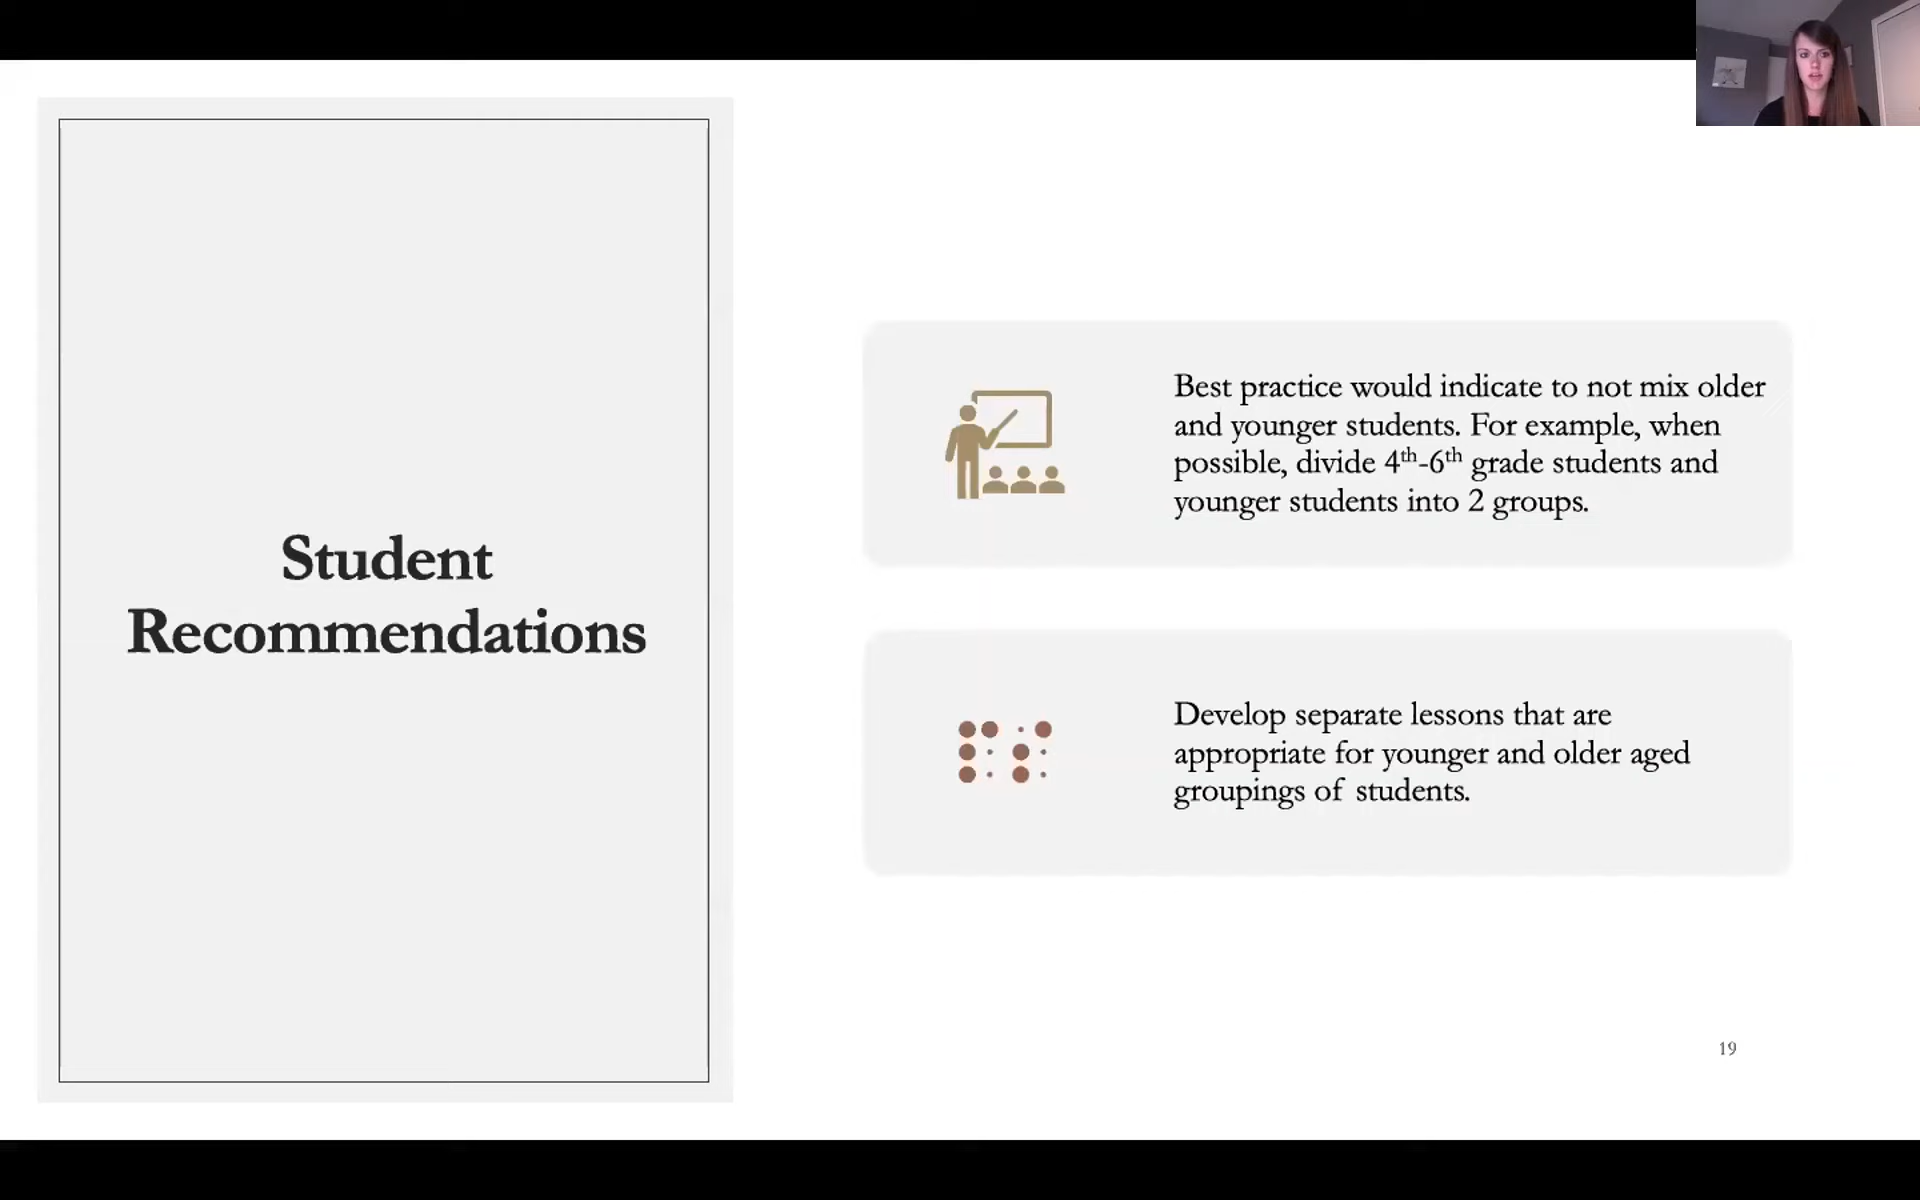 Student
Recommendations
Best practice would indicate to not mix older
and younger students. For example, when
possible, divide 4th-6th grade students and
younger students into 2 groups.
Develop separate lessons that are
appropriate for younger and older aged
groupings of students.
19